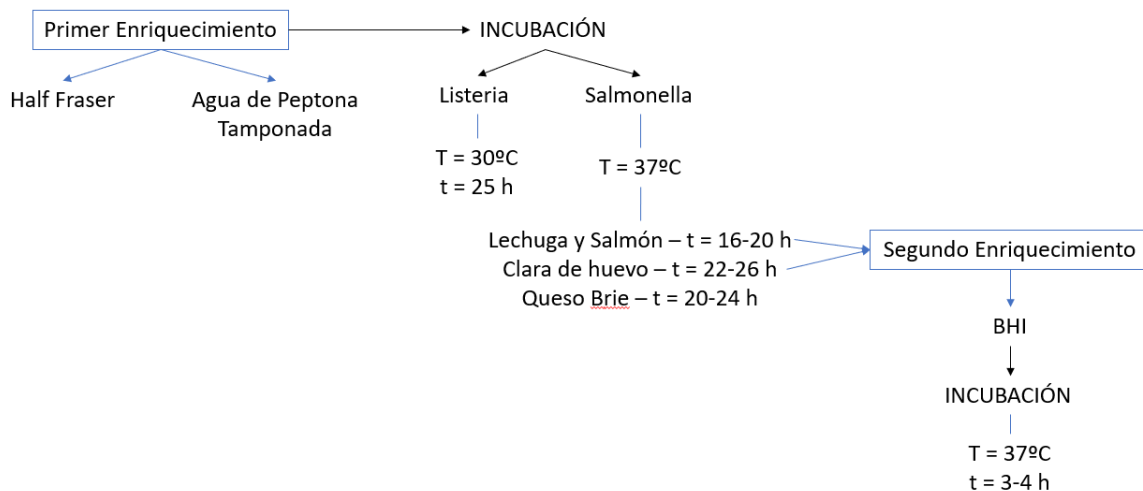 Primer Enriquecimiento
INCUBACIÓN
Half Fraser
Agua de Peptona
Tamponada
Listeria
Salmonella
T = 30ºC
t = 25 h
T = 37ºC
Lechuga y Salmón – t = 16-20 h
Clara de huevo – t = 22-26 h
Queso Brie – t = 20-24 h
Segundo Enriquecimiento
BHI
INCUBACIÓN
T = 37ºC
t = 3-4 h